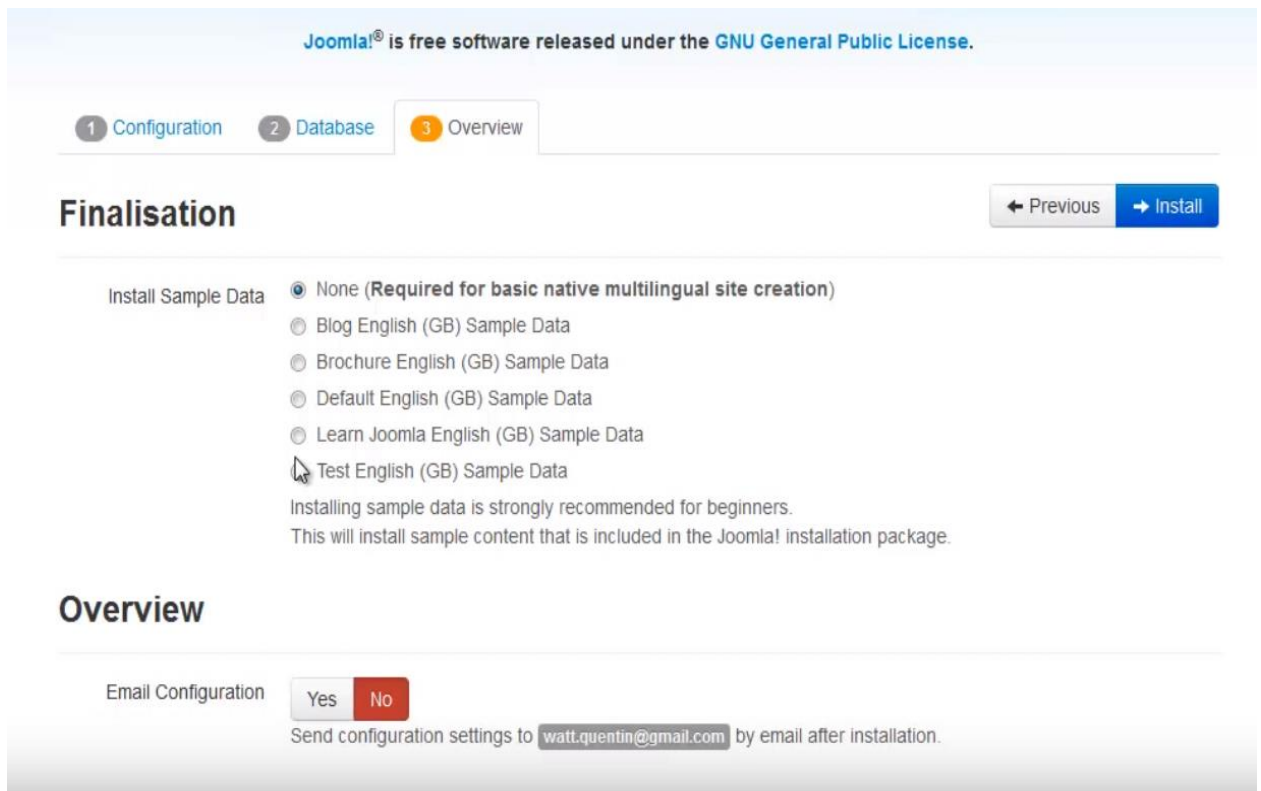 Joomla!® is free software released under the GNU General Public License.
1 Configuration 2 Database 3 Overview
Finalisation
← Previous → Install
Install Sample Data
None (Required for basic native multilingual site creation)
Blog English (GB) Sample Data
Brochure English (GB) Sample Data
Default English (GB) Sample Data
Learn Joomla English (GB) Sample Data
Test English (GB) Sample Data
Installing sample data is strongly recommended for beginners.
This will install sample content that is included in the Joomla! installation package.
Overview
Email Configuration
Yes No
Send configuration settings to watt.quentin@gmail.com by email after installation.